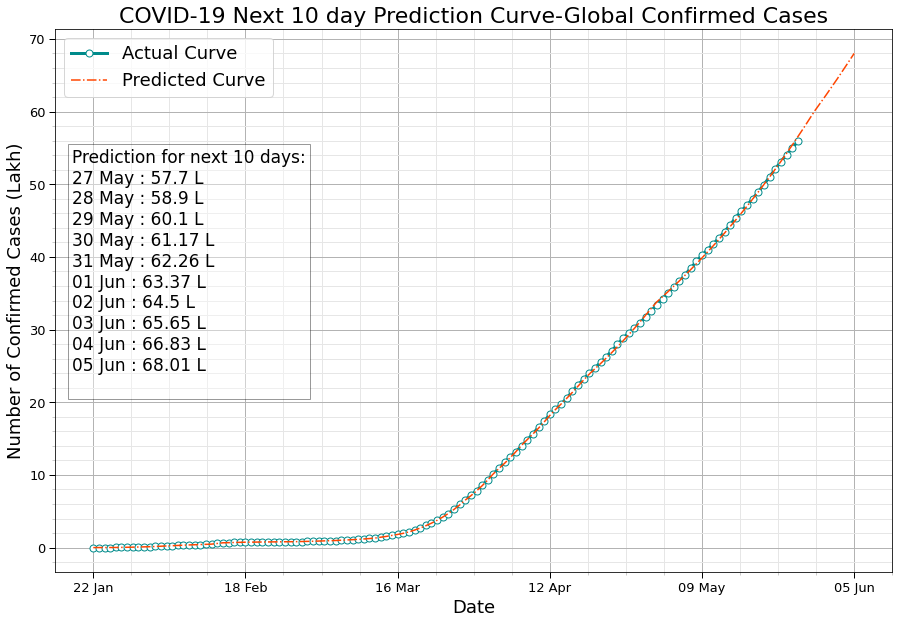 COVID-19 Next 10 day Prediction Curve-Global Confirmed Cases
Actual Curve
Predicted Curve
Prediction for next 10 days:
27 May : 57.7 L
28 May : 58.9 L
29 May : 60.1 L
30 May : 61.17 L
31 May : 62.26 L
01 Jun : 63.37 L
02 Jun : 64.5 L
03 Jun : 65.65 L
04 Jun : 66.83 L
05 Jun : 68.01 L
Number of Confirmed Cases (Lakh)
70
60
50
40
30
20
10
0
22 Jan 18 Feb 16 Mar 12 Apr 09 May 05 Jun
Date